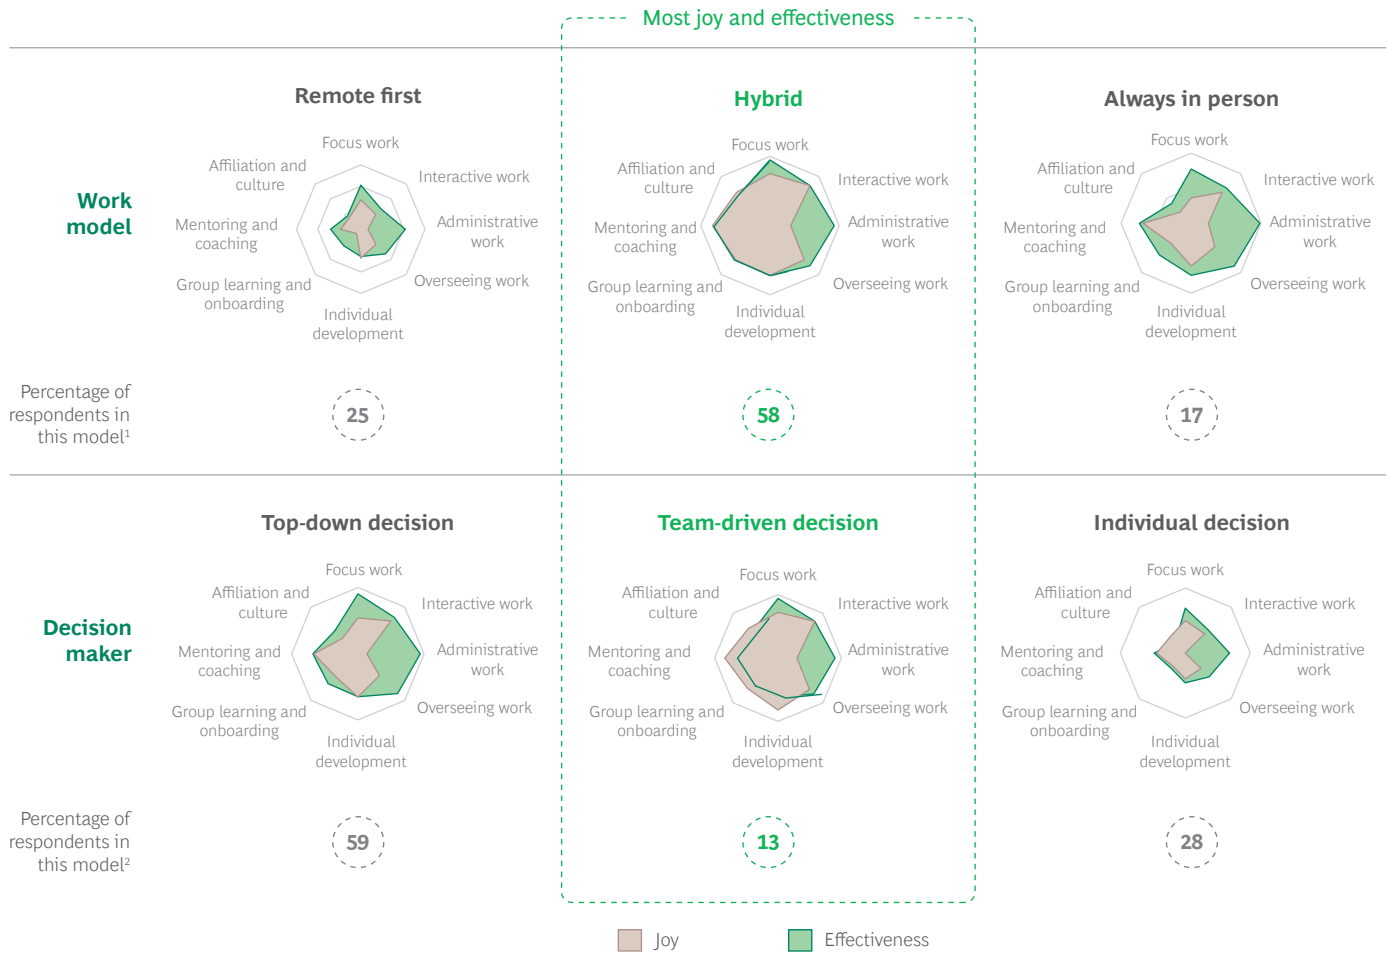 Most joy and effectiveness
Remote first
Hybrid
Always in person
Work
model
Focus work
Interactive work
Administrative
work
Overseeing work
Individual
development
Group learning and
onboarding
Mentoring and
coaching
Affiliation and
culture
Focus work
Interactive work
Administrative
work
Overseeing work
Individual
development
Group learning and
onboarding
Mentoring and
coaching
Affiliation and
culture
Focus work
Interactive work
Administrative
work
Overseeing work
Individual
development
Group learning and
onboarding
Mentoring and
coaching
Affiliation and
culture
Percentage of
respondents in
this model¹
25
58
17
Top-down decision
Team-driven decision
Individual decision
Decision
maker
Focus work
Interactive work
Administrative
work
Overseeing work
Individual
development
Group learning and
onboarding
Mentoring and
coaching
Affiliation and
culture
Focus work
Interactive work
Administrative
work
Overseeing work
Individual
development
Group learning and
onboarding
Mentoring and
coaching
Affiliation and
culture
Focus work
Interactive work
Administrative
work
Overseeing work
Individual
development
Group learning and
onboarding
Mentoring and
coaching
Affiliation and
culture
Percentage of
respondents in
this model²
59
13
28
Joy
Effectiveness